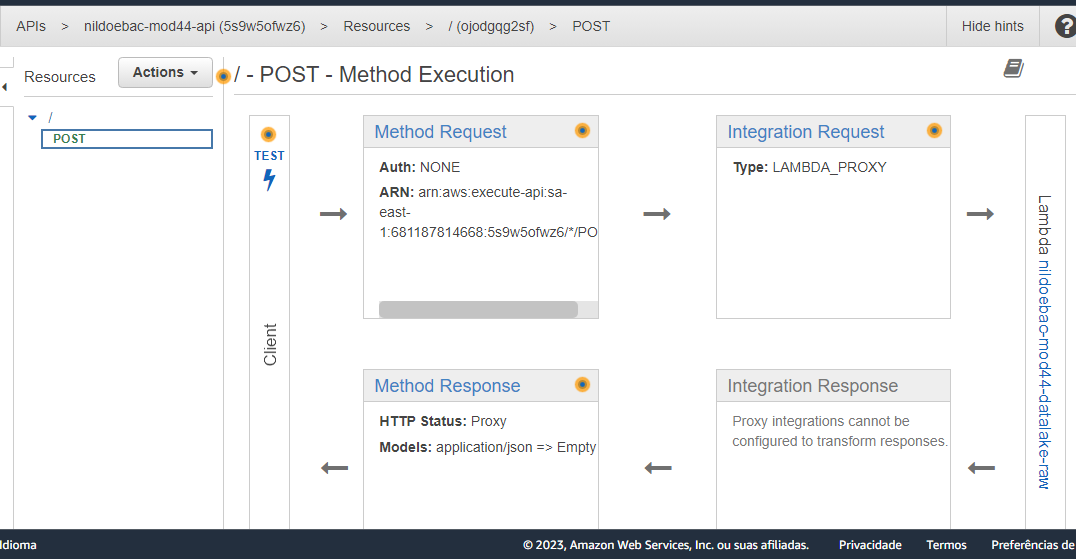 APIs > nildoebac-mod44-api (5s9w5ofwz6) > Resources > / (ojodgqg2sf) > POST
Hide hints
?
Resources
Actions
/ - POST - Method Execution
/
POST
TEST
Client
Method Request
Auth: NONE
ARN: arn:aws:execute-api:sa-
east-
1:681187814668:5s9w5ofwz6/*/PO
Integration Request
Type: LAMBDA_PROXY
Lambda nildoebac-mod44-datalake-raw
Method Response
HTTP Status: Proxy
Models: application/json => Empty
Integration Response
Proxy integrations cannot be
configured to transform responses.
Idioma
© 2023, Amazon Web Services, Inc. ou suas afiliadas.
Privacidade
Termos
Preferências de